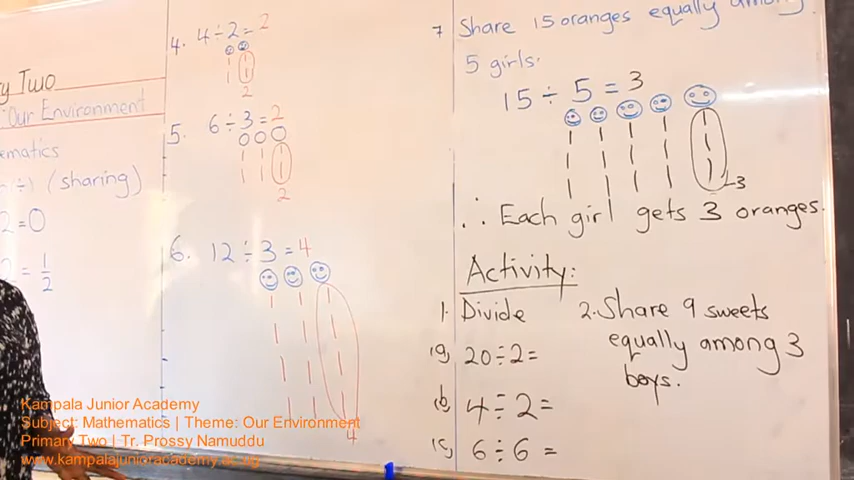 y Two
: Our Environment
ematics
n (÷) (sharing)
2=0
2 = 1/2
4. 4÷2=2
2
5. 6÷3=2
2
6. 12÷3=4
4
7 Share 15 oranges equally among
5 girls.
15 ÷ 5 = 3
3
∴ Each girl gets 3 oranges.
Activity:
1. Divide
(a) 20÷2=
(b) 4÷2=
(c) 6÷6 =
2. Share 9 sweets
equally among 3
boys.
Kampala Junior Academy
Subject: Mathematics | Theme: Our Environment
Primary Two | Tr. Prossy Namuddu
www.kampalajunioracademy.ac.ug